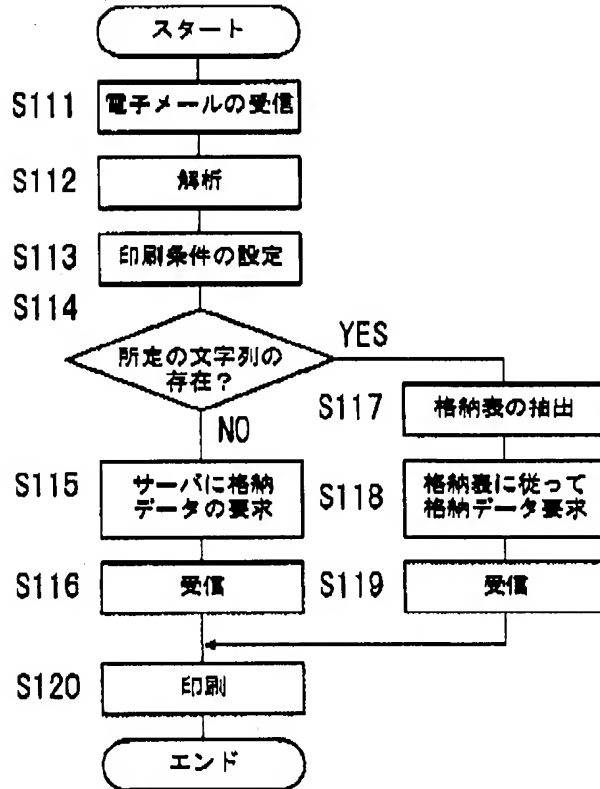 スタート
S111
電子メールの受信
S112
解析
S113
印刷条件の設定
S114
所定の文字列の
存在？
YES
NO
S115
サーバに格納
データの要求
S116
受信
S117
格納表の抽出
S118
格納表に従って
格納データ要求
S119
受信
S120
印刷
エンド